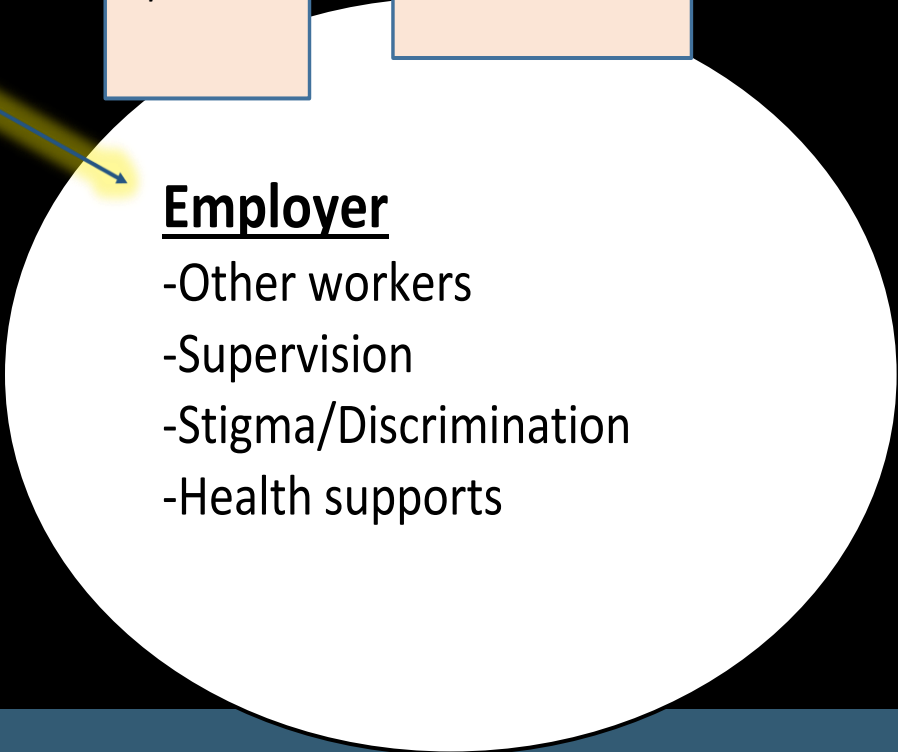 Employer
-Other workers
-Supervision
-Stigma/Discrimination
-Health supports